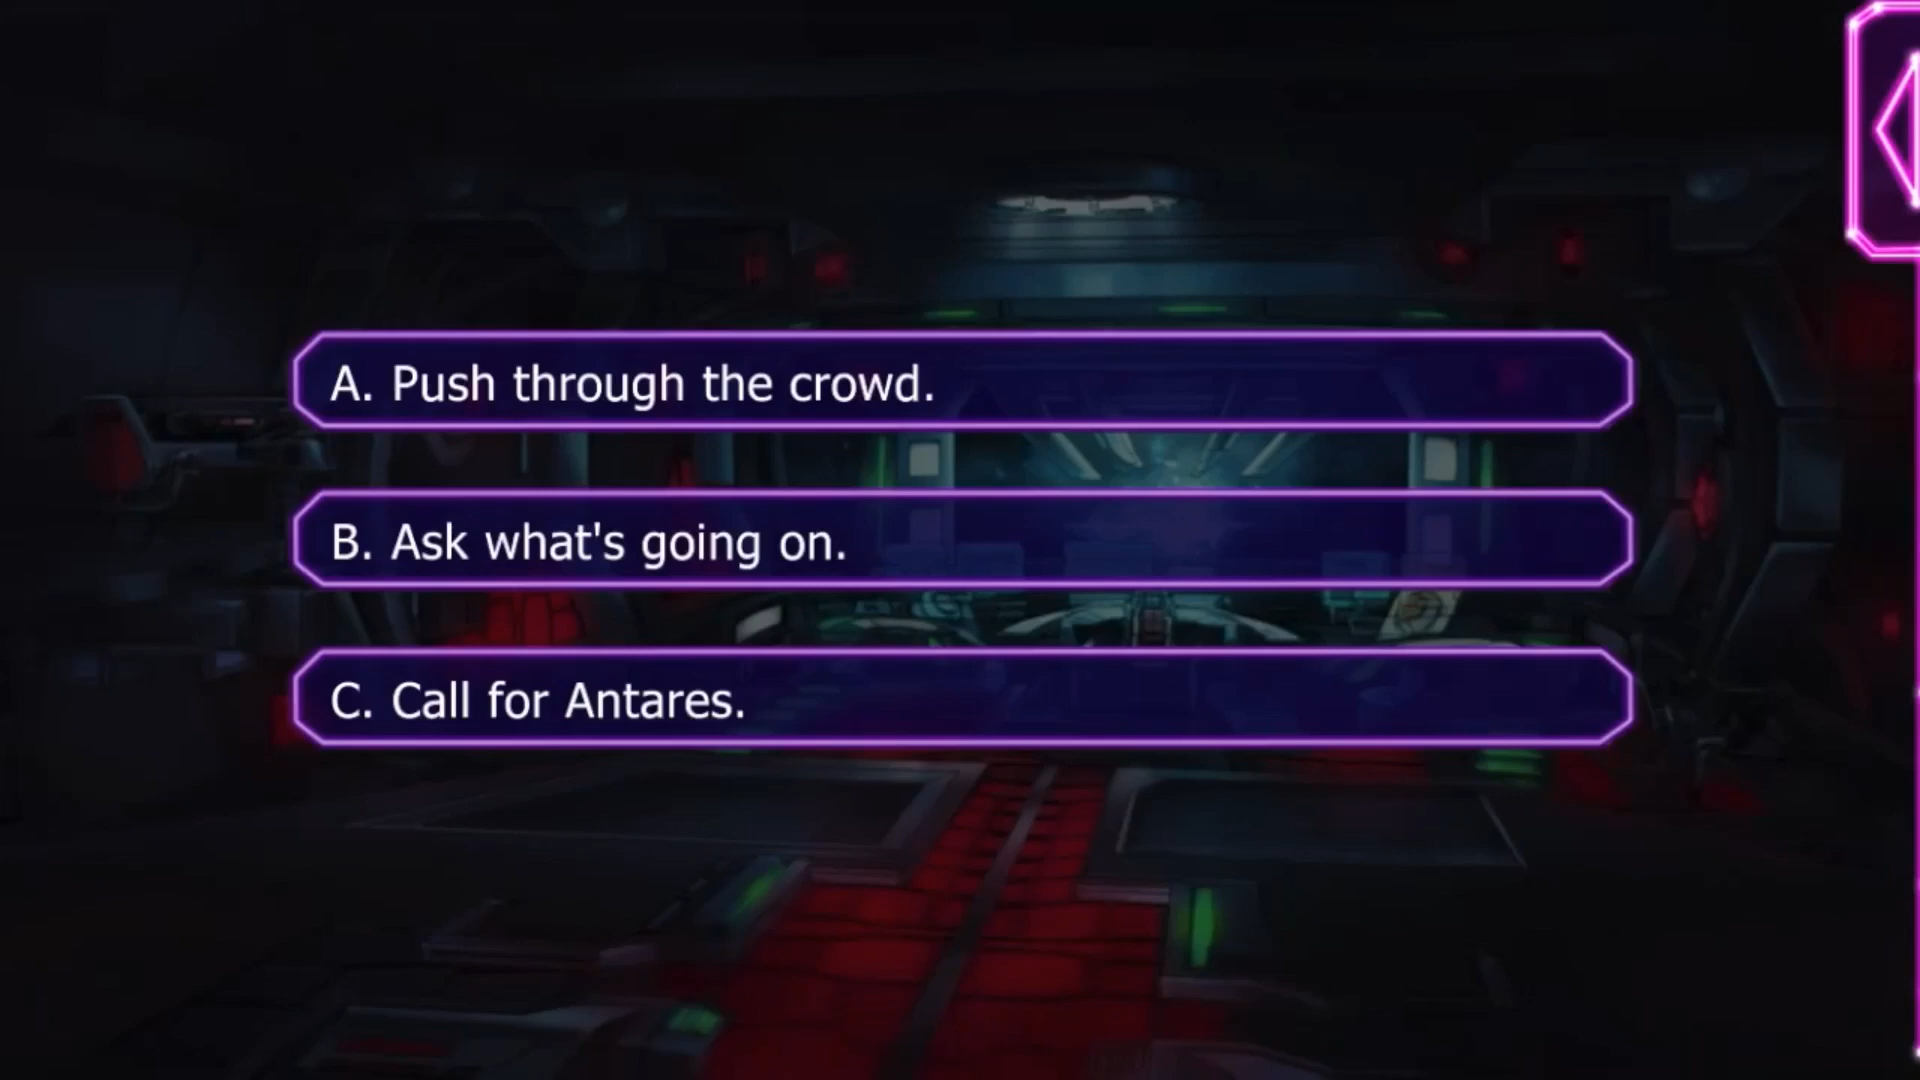 A. Push through the crowd.
B. Ask what's going on.
C. Call for Antares.